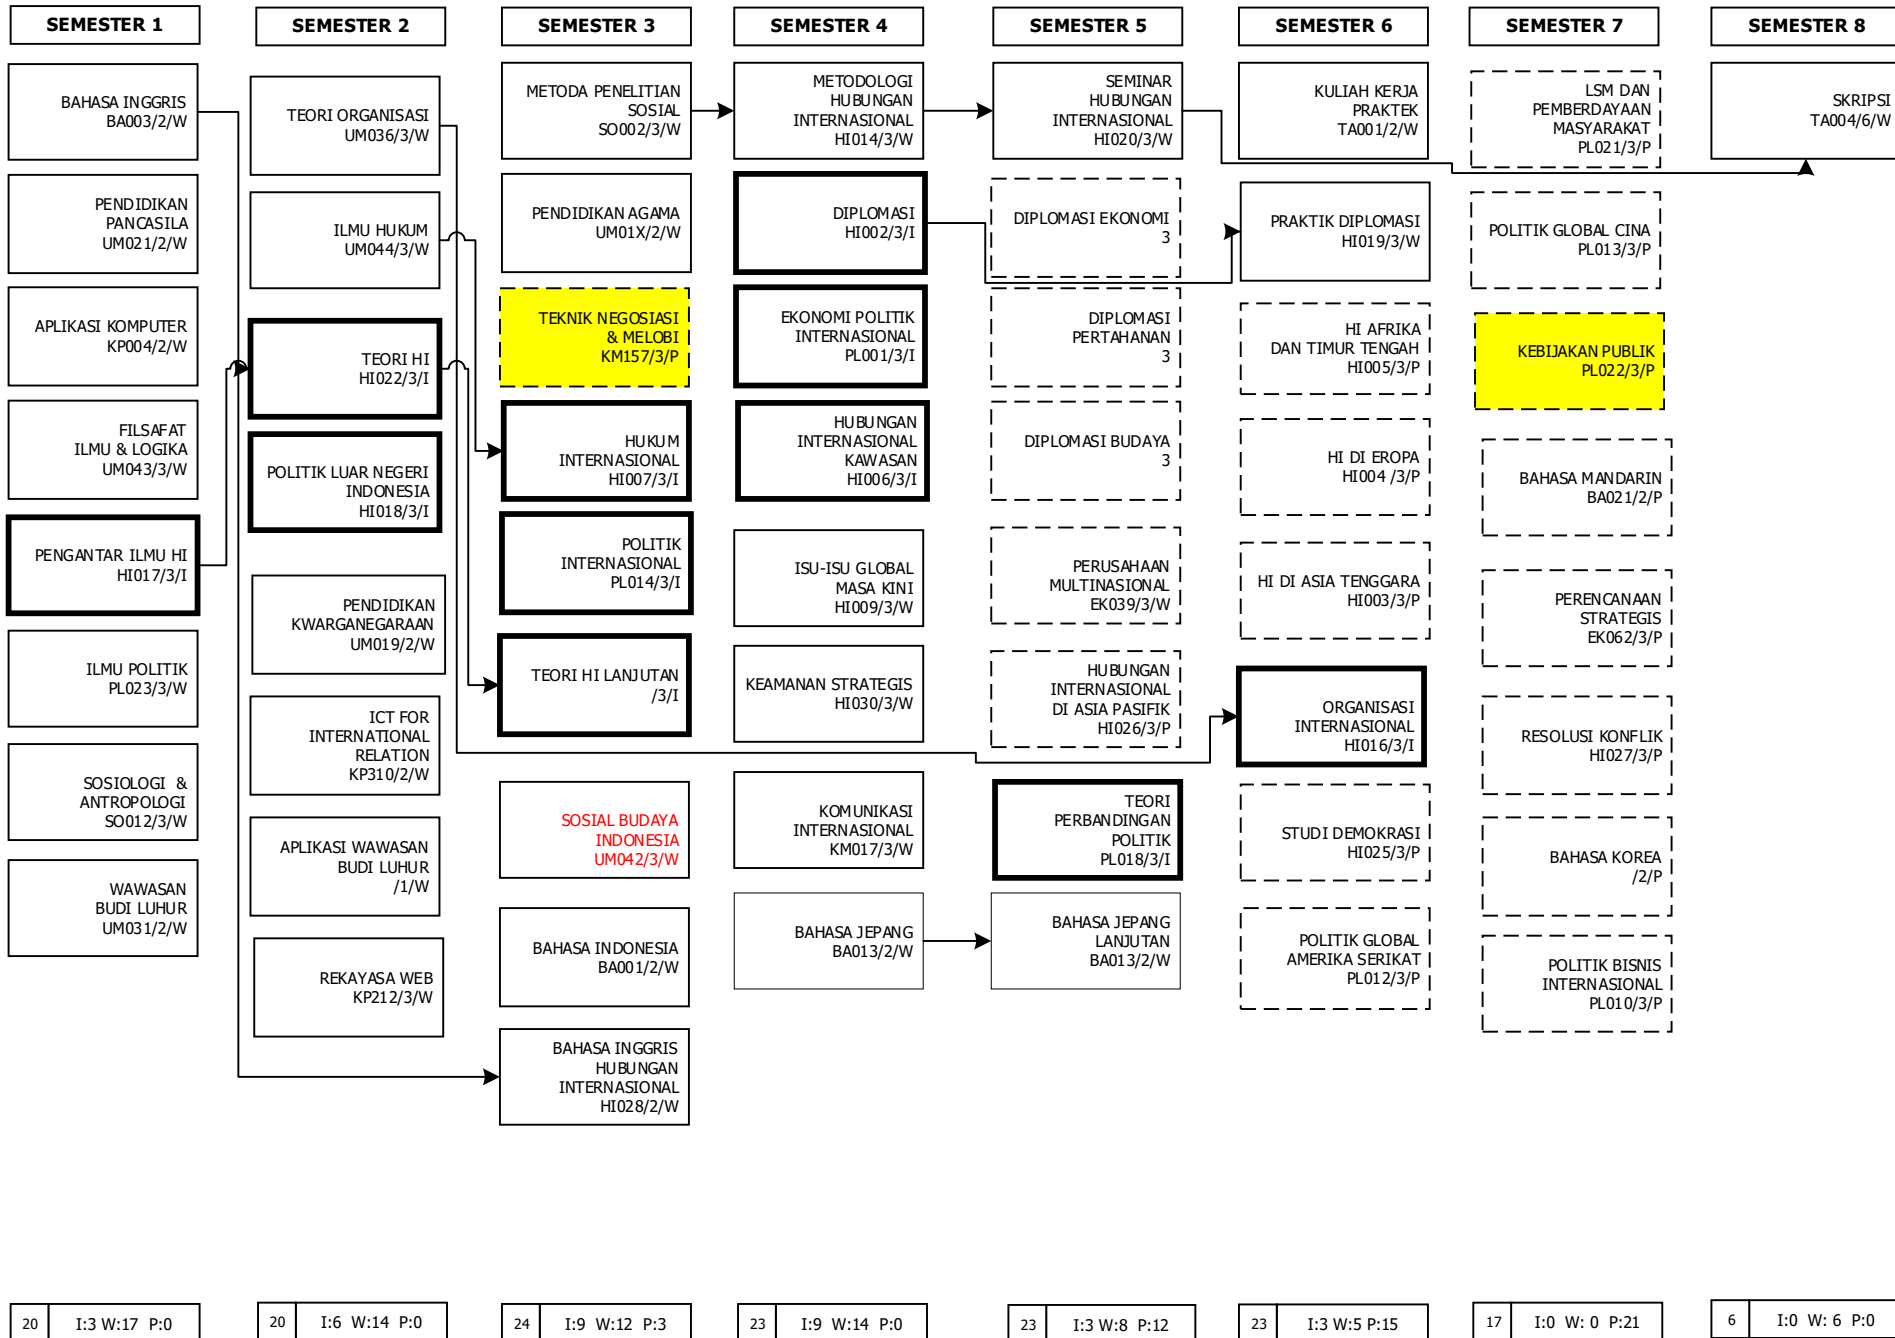 SEMESTER 1
BAHASA INGGRIS
BA003/2/W
PENDIDIKAN
PANCASILA
UM021/2/W
APLIKASI KOMPUTER
KP004/2/W
FILSAFAT
ILMU & LOGIKA
UM043/3/W
PENGANTAR ILMU HI
HI017/3/I
ILMU POLITIK
PL023/3/W
SOSIOLOGI &
ANTROPOLOGI
SO012/3/W
WAWASAN
BUDI LUHUR
UM031/2/W
20 I:3 W:17 P:0
SEMESTER 2
TEORI ORGANISASI
UM036/3/W
ILMU HUKUM
UM044/3/W
TEORI HI
HI022/3/I
POLITIK LUAR NEGERI
INDONESIA
HI018/3/I
PENDIDIKAN
KWARGANEGARAAN
UM019/2/W
ICT FOR
INTERNATIONAL
RELATION
KP310/2/W
APLIKASI WAWASAN
BUDI LUHUR
/1/W
REKAYASA WEB
KP212/3/W
20 I:6 W:14 P:0
SEMESTER 3
METODA PENELITIAN
SOSIAL
SO002/3/W
PENDIDIKAN AGAMA
UM01X/2/W
TEKNIK NEGOSIASI
& MELOBI
KM157/3/P
HUKUM
INTERNASIONAL
HI007/3/I
POLITIK
INTERNASIONAL
PL014/3/I
TEORI HI LANJUTAN
/3/I
SOSIAL BUDAYA
INDONESIA
UM042/3/W
BAHASA INDONESIA
BA001/2/W
BAHASA INGGRIS
HUBUNGAN
INTERNASIONAL
HI028/2/W
24 I:9 W:12 P:3
SEMESTER 4
METODOLOGI
HUBUNGAN
INTERNASIONAL
HI014/3/W
DIPLOMASI
HI002/3/I
EKONOMI POLITIK
INTERNASIONAL
PL001/3/I
HUBUNGAN
INTERNASIONAL
KAWASAN
HI006/3/I
ISU-ISU GLOBAL
MASA KINI
HI009/3/W
KEAMANAN STRATEGIS
HI030/3/W
KOMUNIKASI
INTERNASIONAL
KM017/3/W
BAHASA JEPANG
BA013/2/W
23 I:9 W:14 P:0
SEMESTER 5
SEMINAR
HUBUNGAN
INTERNASIONAL
HI020/3/W
DIPLOMASI EKONOMI
3
DIPLOMASI
PERTAHANAN
3
DIPLOMASI BUDAYA
3
PERUSAHAAN
MULTINASIONAL
EK039/3/W
HUBUNGAN
INTERNASIONAL
DI ASIA PASIFIK
HI026/3/P
TEORI
PERBANDINGAN
POLITIK
PL018/3/I
BAHASA JEPANG
LANJUTAN
BA013/2/W
23 I:3 W:8 P:12
SEMESTER 6
KULIAH KERJA
PRAKTEK
TA001/2/W
PRAKTIK DIPLOMASI
HI019/3/W
HI AFRIKA
DAN TIMUR TENGAH
HI005/3/P
HI DI EROPA
HI004 /3/P
HI DI ASIA TENGGARA
HI003/3/P
ORGANISASI
INTERNASIONAL
HI016/3/I
STUDI DEMOKRASI
HI025/3/P
POLITIK GLOBAL
AMERIKA SERIKAT
PL012/3/P
23 I:3 W:5 P:15
SEMESTER 7
LSM DAN
PEMBERDAYAAN
MASYARAKAT
PL021/3/P
POLITIK GLOBAL CINA
PL013/3/P
KEBIJAKAN PUBLIK
PL022/3/P
BAHASA MANDARIN
BA021/2/P
PERENCANAAN
STRATEGIS
EK062/3/P
RESOLUSI KONFLIK
HI027/3/P
BAHASA KOREA
/2/P
POLITIK BISNIS
INTERNASIONAL
PL010/3/P
17 I:0 W: 0 P:21
SEMESTER 8
SKRIPSI
TA004/6/W
6 I:0 W: 6 P:0